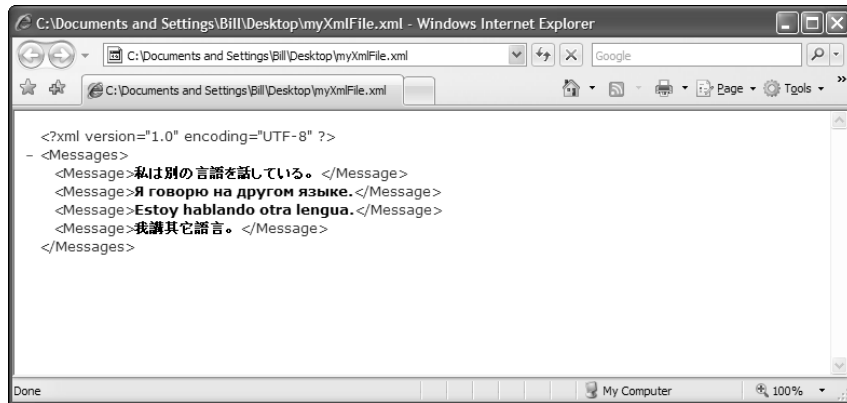 C:\Documents and Settings\Bill\Desktop\myXmlFile.xml - Windows Internet Explorer
C:\Documents and Settings\Bill\Desktop\myXmlFile.xml
Google
C:\Documents and Settings\Bill\Desktop\myXmlFile.xml
Page
Tools
»
<?xml version="1.0" encoding="UTF-8" ?>
- <Messages>
<Message>私は別の言語を話している。</Message>
<Message>Я говорю на другом языке.</Message>
<Message>Estoy hablando otra lengua.</Message>
<Message>我講其它語言。</Message>
</Messages>
Done
My Computer
100%